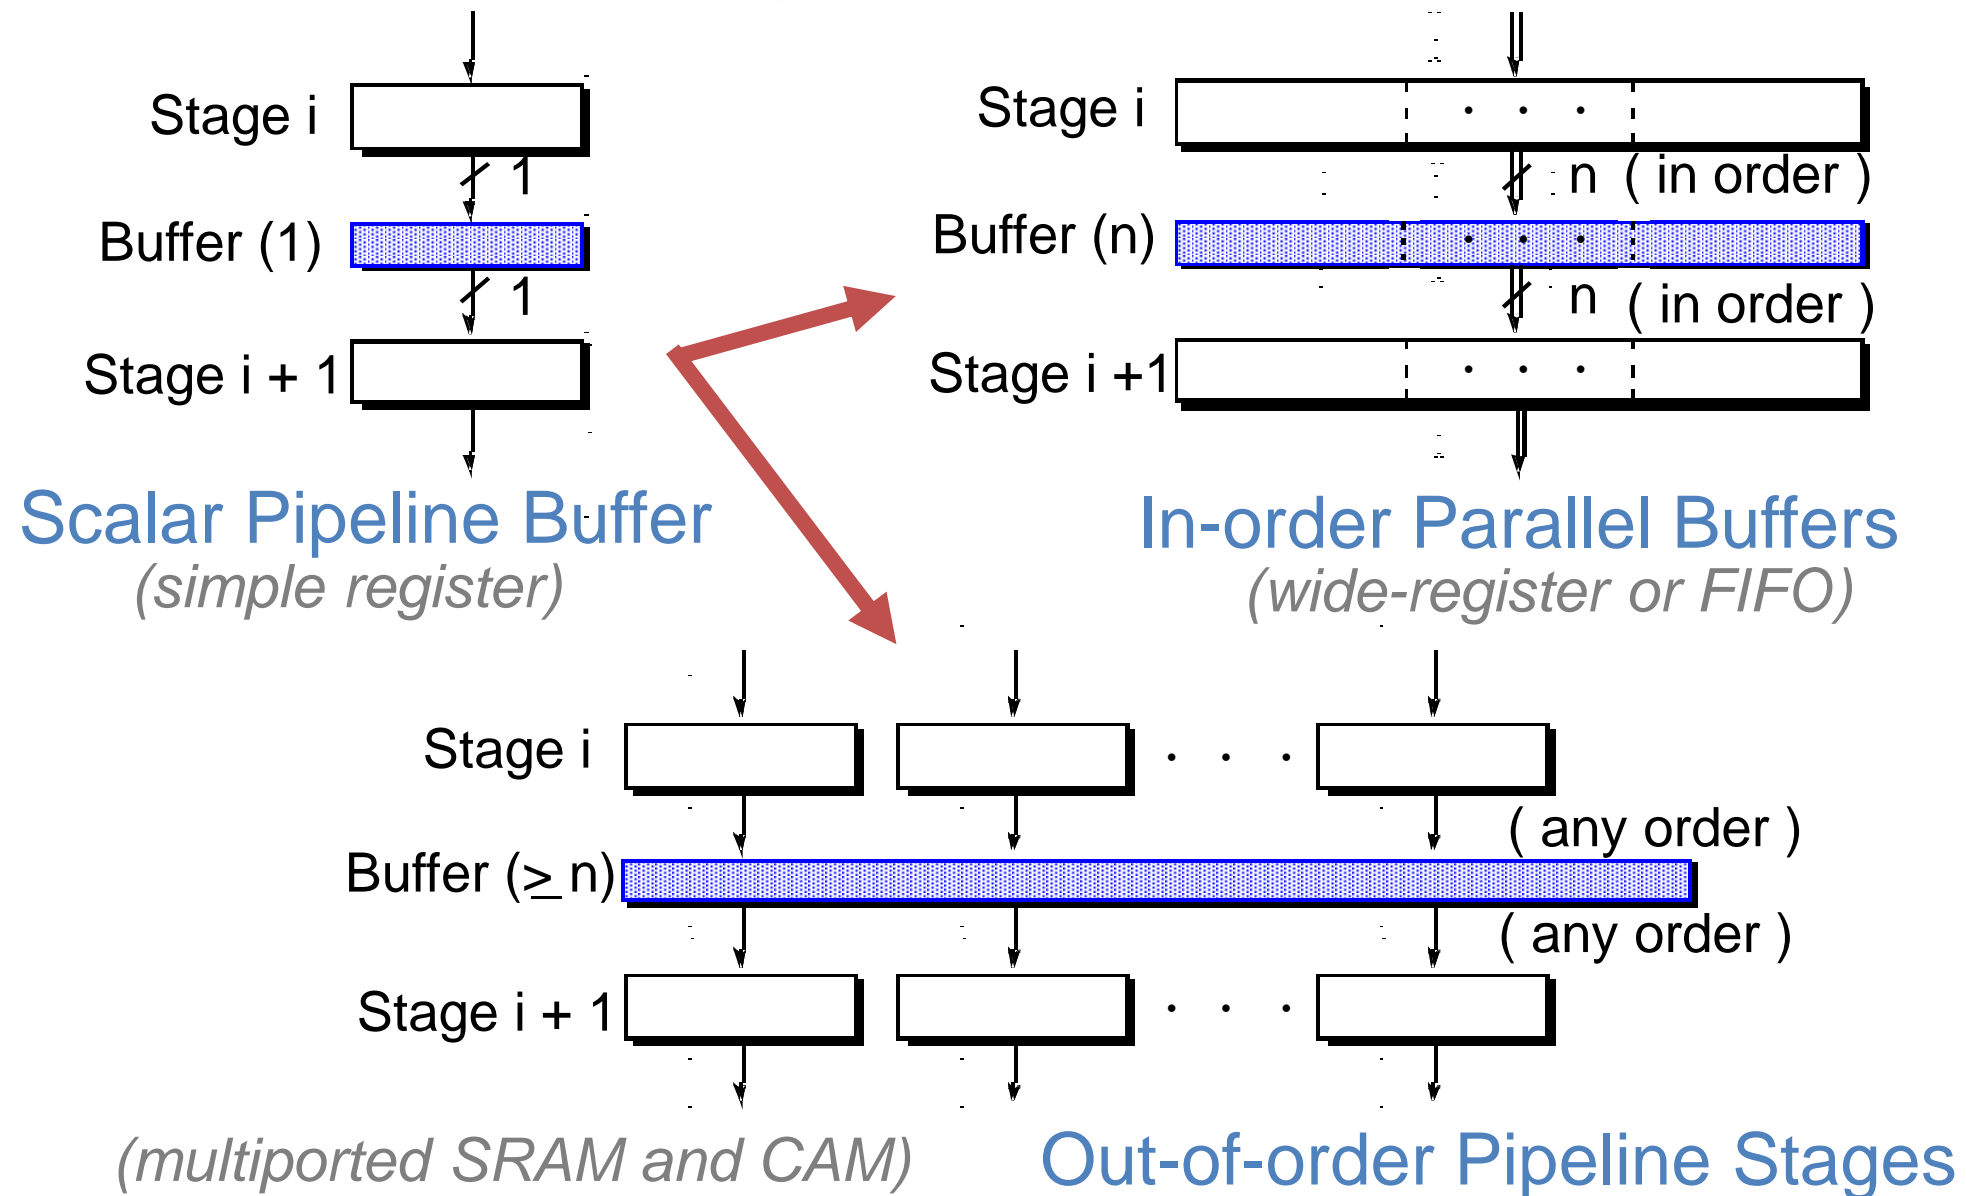 Stage i
1
Buffer (1)
1
Stage i + 1
Scalar Pipeline Buffer
(simple register)
Stage i
· · ·
n ( in order )
Buffer (n)
· · ·
n ( in order )
Stage i +1
· · ·
In-order Parallel Buffers
(wide-register or FIFO)
Stage i
· · ·
( any order )
Buffer (≥ n)
( any order )
Stage i + 1
· · ·
(multiported SRAM and CAM)
Out-of-order Pipeline Stages